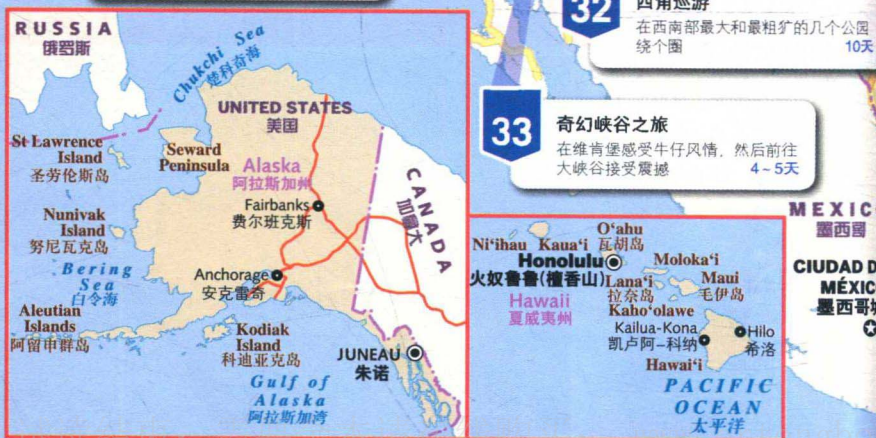 RUSSIA
俄罗斯
Chukchi Sea
楚科奇海
UNITED STATES
美国
St Lawrence
Island
圣劳伦斯岛
Seward
Peninsula
Alaska
阿拉斯加州
Fairbanks
费尔班克斯
CANADA
加拿大
Nunivak
Island
努尼瓦克岛
Bering
Sea
白令海
Anchorage
安克雷奇
Aleutian
Islands
阿留申群岛
Kodiak
Island
科迪亚克岛
JUNEAU
朱诺
Gulf of
Alaska
阿拉斯加湾
32
四角巡游
在西南部最大和最粗犷的几个公园
绕个圈 10天
33
奇幻峡谷之旅
在维肯堡感受牛仔风情，然后前往
大峡谷接受震撼 4~5天
MEXIC
墨西哥
CIUDAD D
MÉXICO
墨西哥城
Ni'ihau
Kaua'i
O'ahu
瓦胡岛
Honolulu
火奴鲁鲁(檀香山)
Moloka'i
Hawaii
夏威夷州
Lana'i
拉奈岛
Maui
毛伊岛
Kaho'olawe
Kailua-Kona
凯卢阿-科纳
Hilo
希洛
Hawai'i
PACIFIC
OCEAN
太平洋